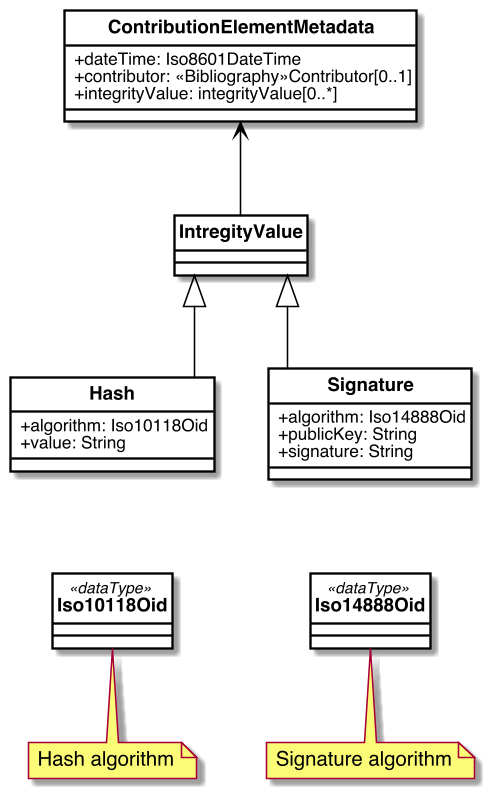 ContributionElementMetadata
+dateTime: Iso8601DateTime
+contributor: «Bibliography»Contributor[0..1]
+integrityValue: integrityValue[0..*]
IntregityValue
Hash
+algorithm: Iso10118Oid
+value: String
Signature
+algorithm: Iso14888Oid
+publicKey: String
+signature: String
«dataType»
Iso10118Oid
«dataType»
Iso14888Oid
Hash algorithm
Signature algorithm